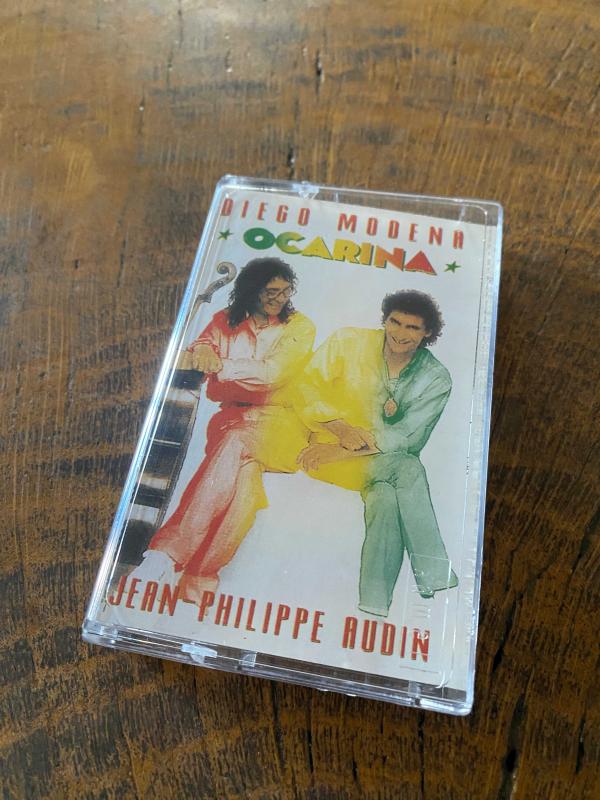 DIEGO MODENA
★ OCARINA ★
JEAN-PHILIPPE AUDIN